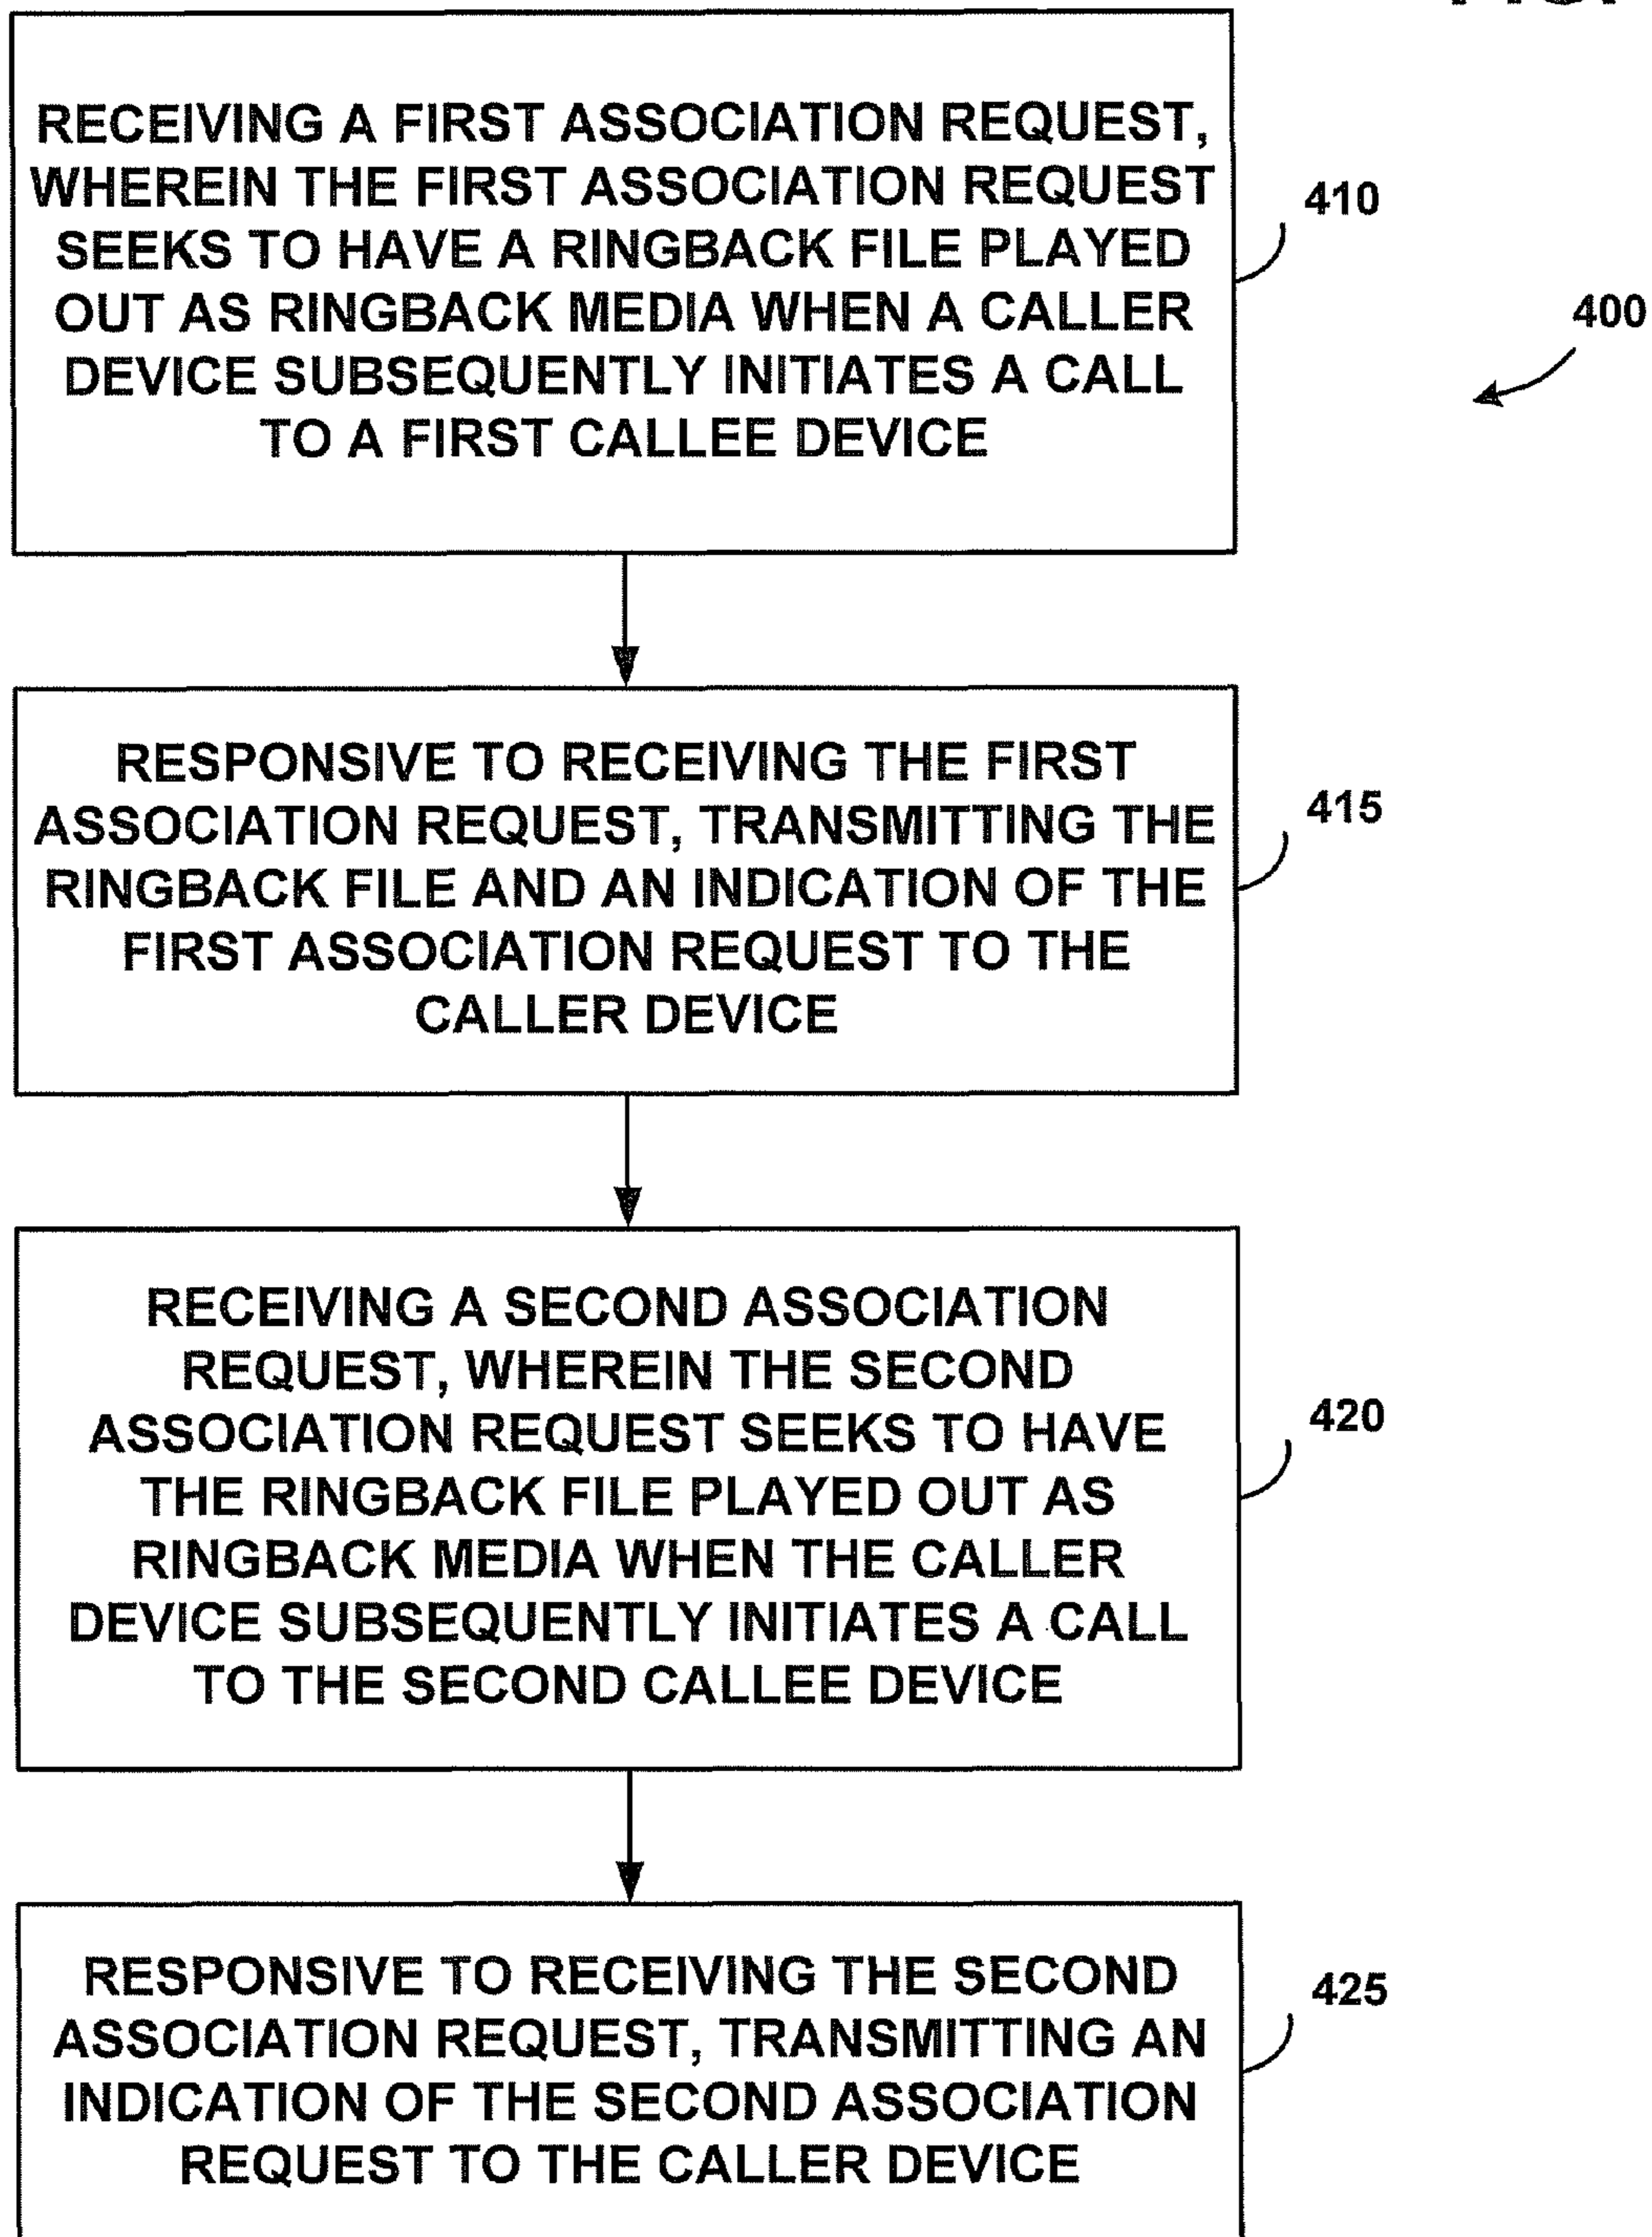 RECEIVING A FIRST ASSOCIATION REQUEST,
WHEREIN THE FIRST ASSOCIATION REQUEST
SEEKS TO HAVE A RINGBACK FILE PLAYED
OUT AS RINGBACK MEDIA WHEN A CALLER
DEVICE SUBSEQUENTLY INITIATES A CALL
TO A FIRST CALLEE DEVICE
410
400
RESPONSIVE TO RECEIVING THE FIRST
ASSOCIATION REQUEST, TRANSMITTING THE
RINGBACK FILE AND AN INDICATION OF THE
FIRST ASSOCIATION REQUEST TO THE
CALLER DEVICE
415
RECEIVING A SECOND ASSOCIATION
REQUEST, WHEREIN THE SECOND
ASSOCIATION REQUEST SEEKS TO HAVE
THE RINGBACK FILE PLAYED OUT AS
RINGBACK MEDIA WHEN THE CALLER
DEVICE SUBSEQUENTLY INITIATES A CALL
TO THE SECOND CALLEE DEVICE
420
RESPONSIVE TO RECEIVING THE SECOND
ASSOCIATION REQUEST, TRANSMITTING AN
INDICATION OF THE SECOND ASSOCIATION
REQUEST TO THE CALLER DEVICE
425